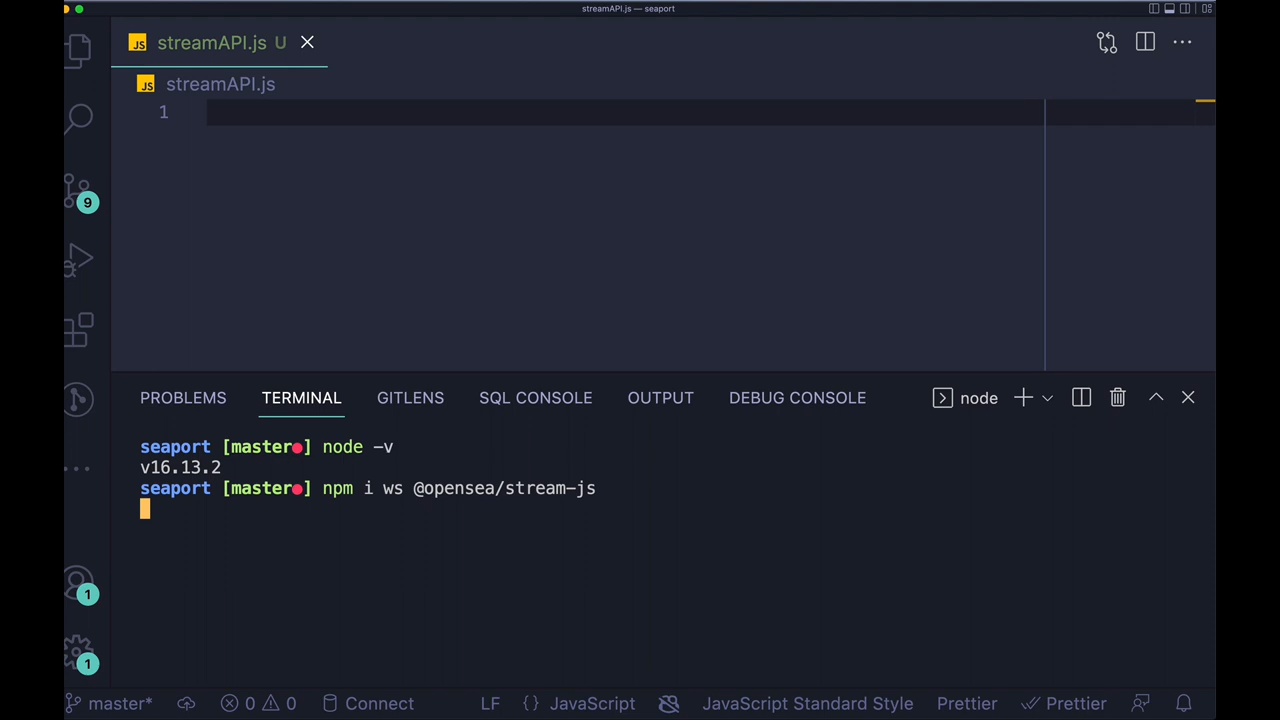 streamAPI.js — seaport
JS streamAPI.js U
JS streamAPI.js
1
9
PROBLEMS TERMINAL GITLENS SQL CONSOLE OUTPUT DEBUG CONSOLE node
seaport [master●] node -v
v16.13.2
seaport [master●] npm i ws @opensea/stream-js
1
1
master* 0 0 Connect LF {} JavaScript JavaScript Standard Style Prettier Prettier